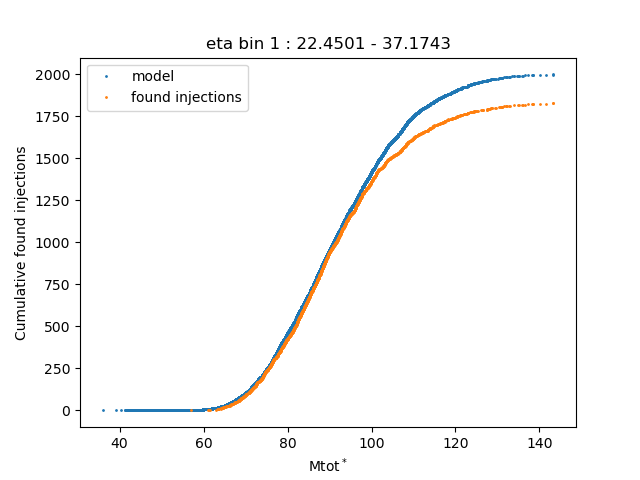 eta bin 1 : 22.4501 - 37.1743
model
found injections
Cumulative found injections
2000
1750
1500
1250
1000
750
500
250
0
40 60 80 100 120 140
Mtot*